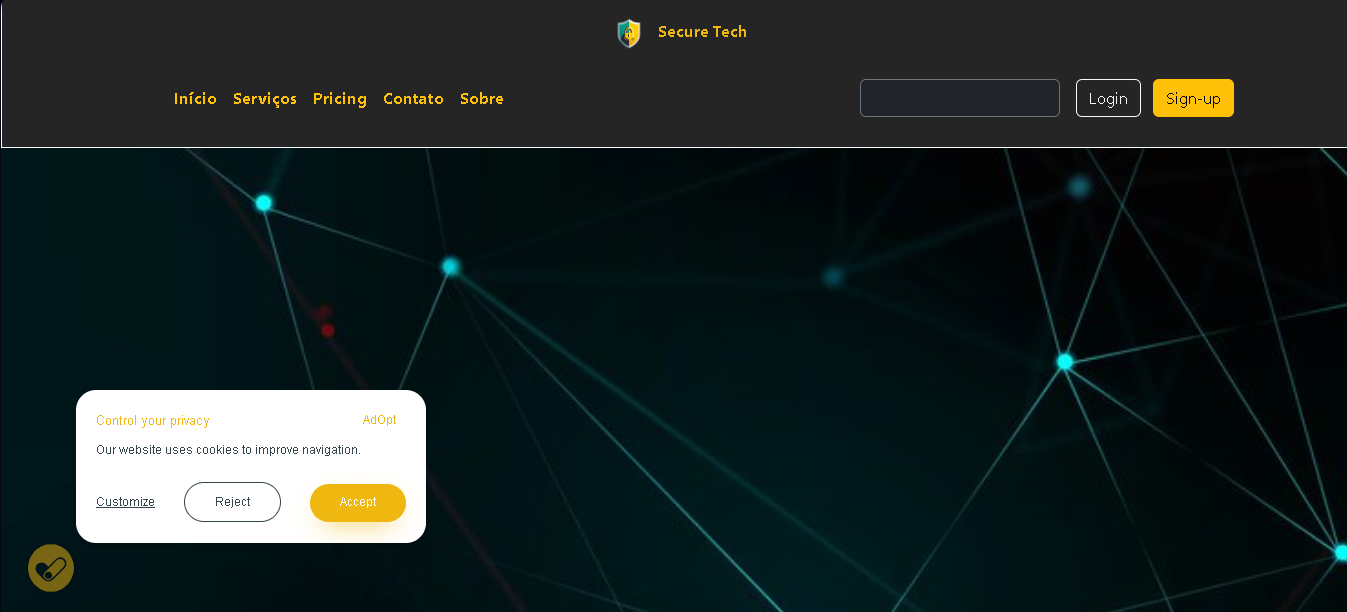 Secure Tech
Início Serviços Pricing Contato Sobre Login Sign-up
Control your privacy AdOpt
Our website uses cookies to improve navigation.
Customize Reject Accept